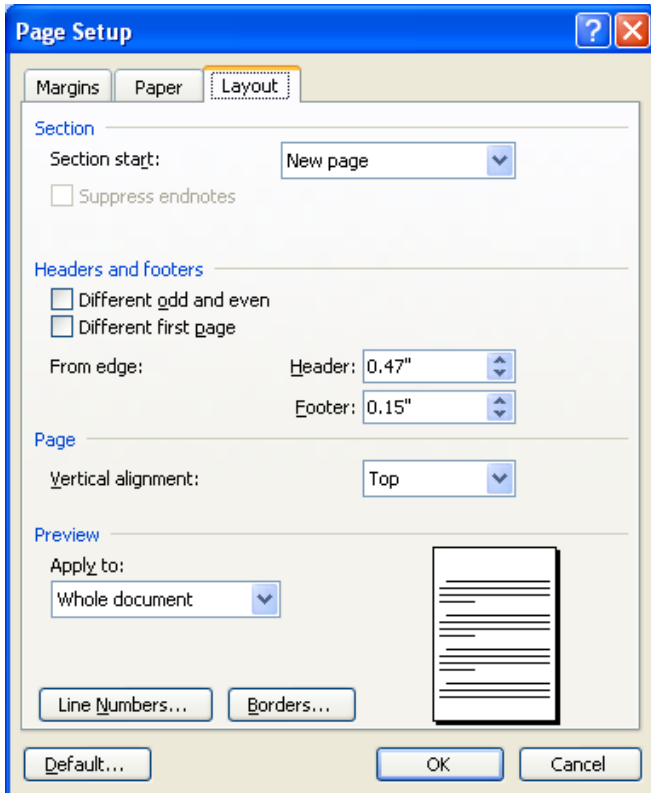 Page Setup
Margins Paper Layout
Section
Section start: New page
Suppress endnotes
Headers and footers
Different odd and even
Different first page
From edge: Header: 0.47"
Footer: 0.15"
Page
Vertical alignment: Top
Preview
Apply to:
Whole document
Line Numbers... Borders...
Default... OK Cancel